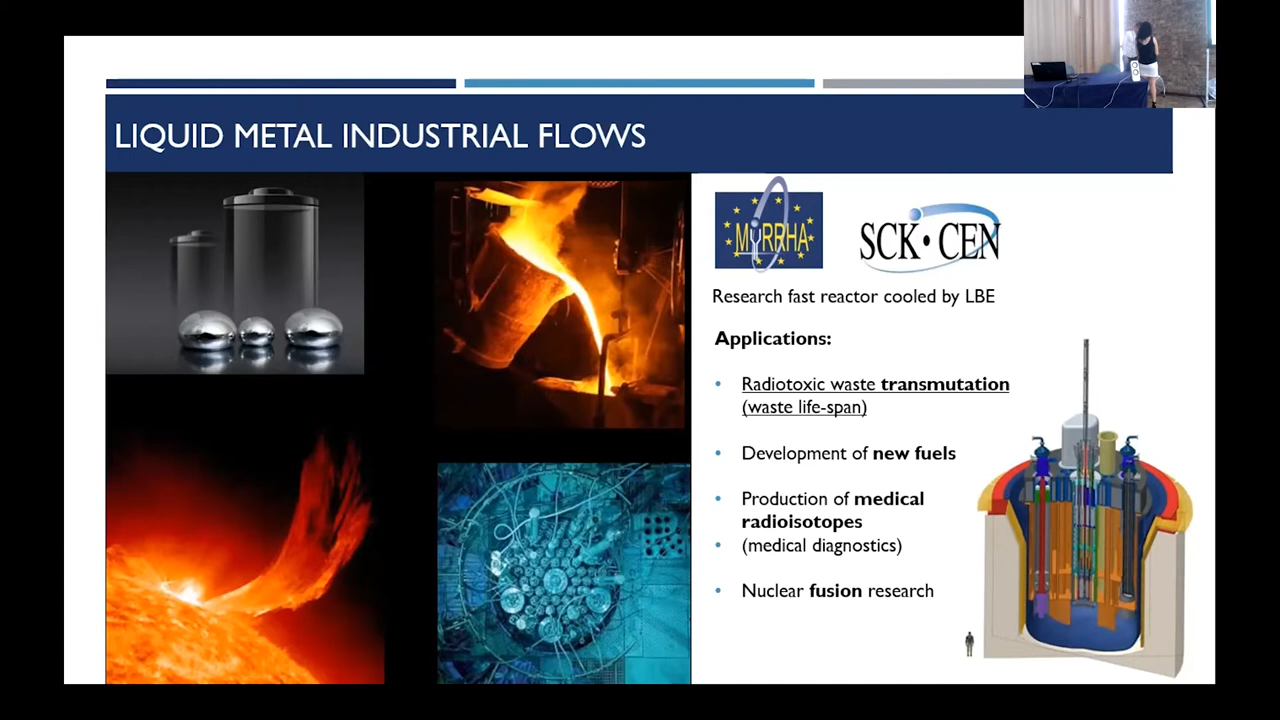 LIQUID METAL INDUSTRIAL FLOWS
MYRRHA
SCK•CEN
Research fast reactor cooled by LBE
Applications:
• Radiotoxic waste transmutation
(waste life-span)
• Development of new fuels
• Production of medical
radioisotopes
• (medical diagnostics)
• Nuclear fusion research